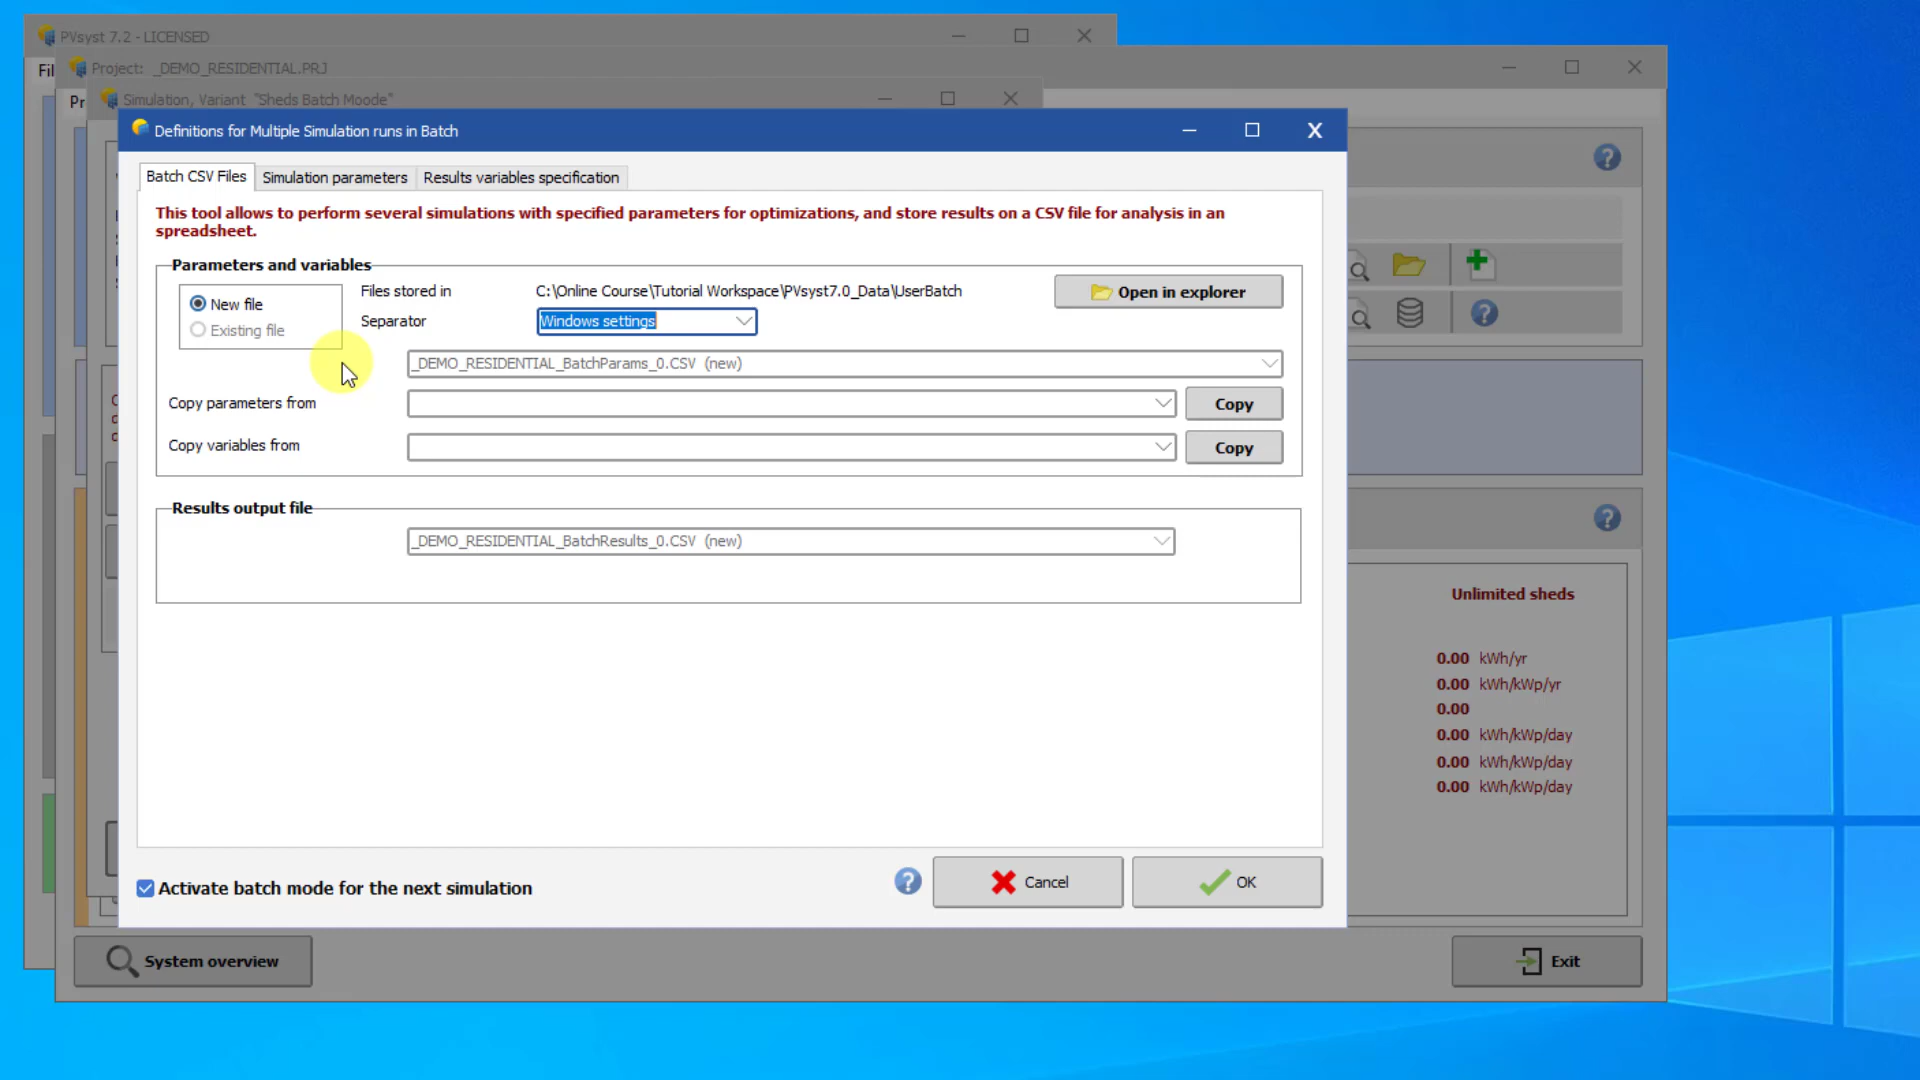 PVsyst 7.2 - LICENSED
Fil
Project: _DEMO_RESIDENTIAL.PRJ
Pr
Simulation, Variant "Sheds Batch Moode"
Definitions for Multiple Simulation runs in Batch
Batch CSV Files
Simulation parameters
Results variables specification
This tool allows to perform several simulations with specified parameters for optimizations, and store results on a CSV file for analysis in an
spreadsheet.
Parameters and variables
New file
Existing file
Files stored in
C:\Online Course\Tutorial Workspace\PVsyst7.0_Data\UserBatch
Open in explorer
Separator
Windows settings
_DEMO_RESIDENTIAL_BatchParams_0.CSV (new)
Copy parameters from
Copy
Copy variables from
Copy
Results output file
_DEMO_RESIDENTIAL_BatchResults_0.CSV (new)
Unlimited sheds
0.00 kWh/yr
0.00 kWh/kWp/yr
0.00
0.00 kWh/kWp/day
0.00 kWh/kWp/day
0.00 kWh/kWp/day
Activate batch mode for the next simulation
Cancel
OK
System overview
Exit